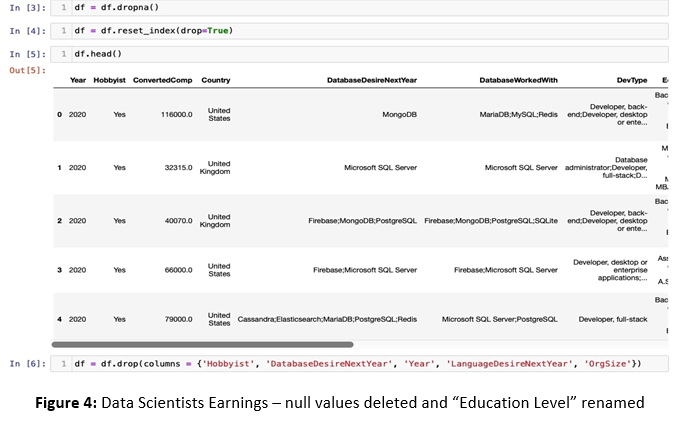 In [3]: 1 df = df.dropna()
In [4]: 1 df = df.reset_index(drop=True)
In [5]: 1 df.head()
Out[5]:
Year Hobbyist ConvertedComp Country DatabaseDesireNextYear DatabaseWorkedWith DevType E
0 2020 Yes 116000.0 United States MongoDB MariaDB;MySQL;Redis Developer, back-end;Developer, desktop or ente... Bac
1 2020 Yes 32315.0 United Kingdom Microsoft SQL Server Microsoft SQL Server Database administrator;Developer, full-stack;D... M MB
2 2020 Yes 40070.0 United Kingdom Firebase;MongoDB;PostgreSQL Firebase;MongoDB;PostgreSQL;SQLite Developer, back-end;Developer, desktop or ente... Bac
3 2020 Yes 66000.0 United States Firebase;Microsoft SQL Server Firebase;Microsoft SQL Server Developer, desktop or enterprise applications;... Ass A.S
4 2020 Yes 79000.0 United States Cassandra;Elasticsearch;MariaDB;PostgreSQL;Redis Microsoft SQL Server;PostgreSQL Developer, full-stack Bac
In [6]: 1 df = df.drop(columns = {'Hobbyist', 'DatabaseDesireNextYear', 'Year', 'LanguageDesireNextYear', 'OrgSize'})
Figure 4: Data Scientists Earnings – null values deleted and “Education Level” renamed